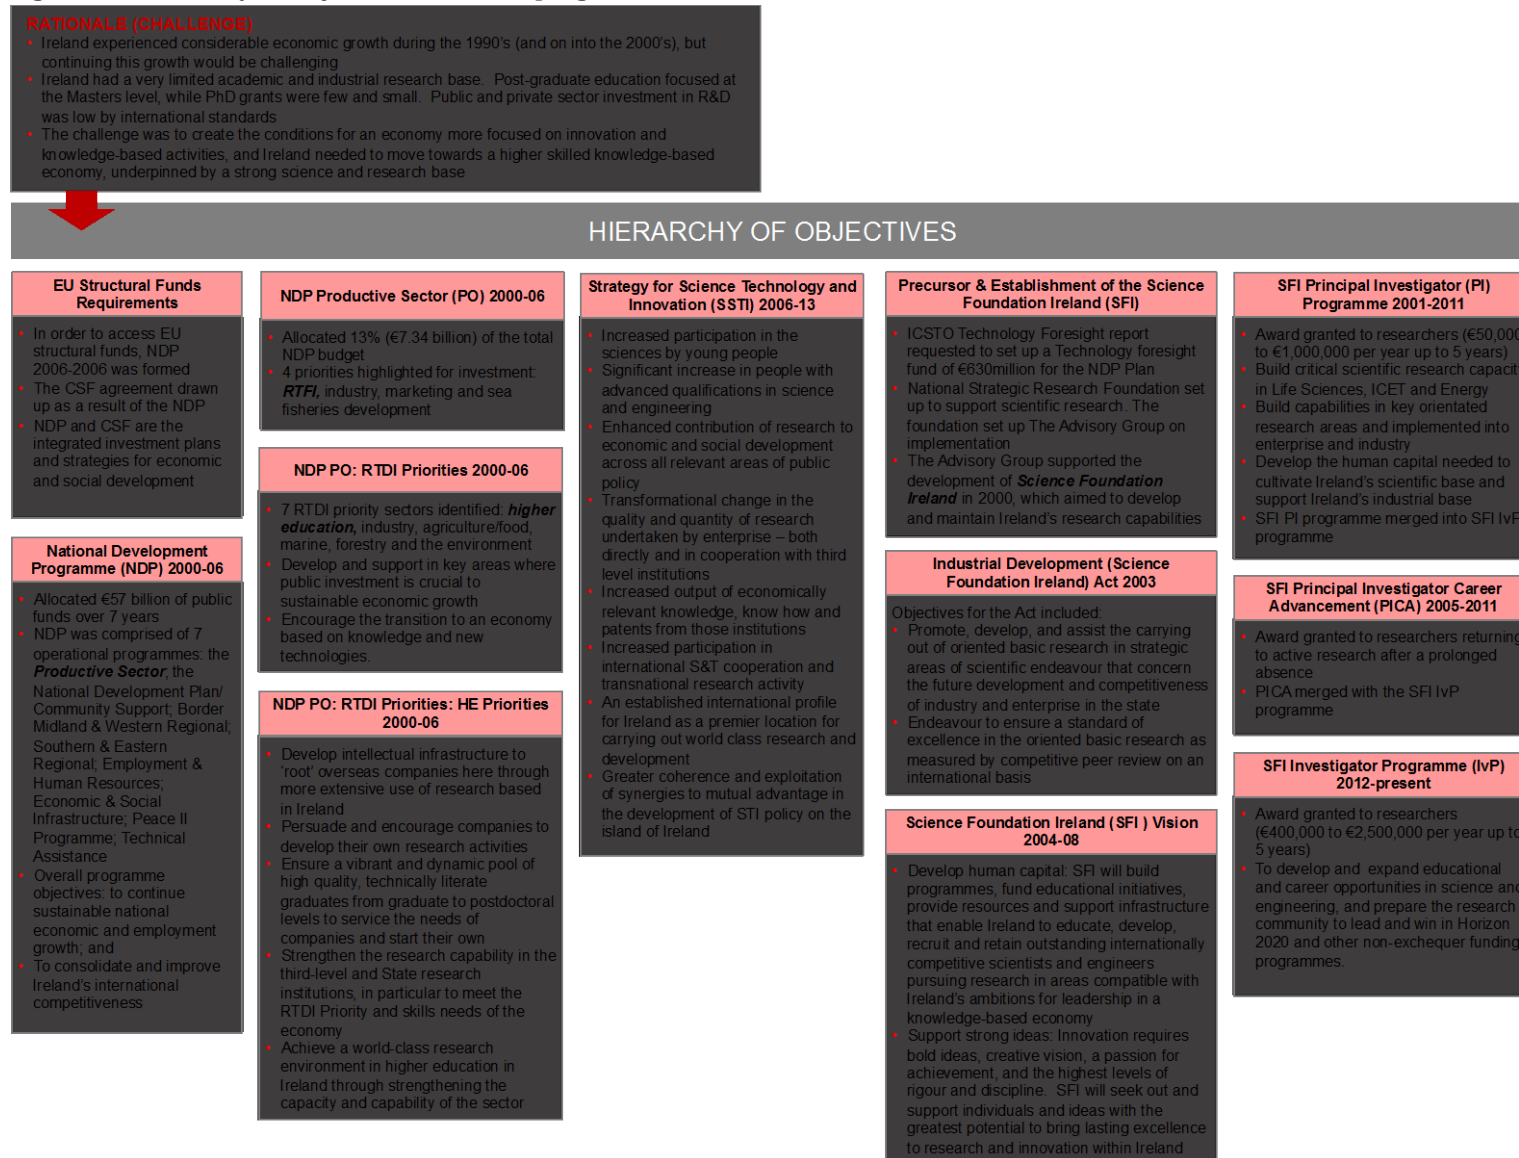 RATIONALE (CHALLENGE)
• Ireland experienced considerable economic growth during the 1990's (and on into the 2000's), but
continuing this growth would be challenging
• Ireland had a very limited academic and industrial research base. Post-graduate education focused at
the Masters level, while PhD grants were few and small. Public and private sector investment in R&D
was low by international standards
• The challenge was to create the conditions for an economy more focused on innovation and
knowledge-based activities, and Ireland needed to move towards a higher skilled knowledge-based
economy, underpinned by a strong science and research base
HIERARCHY OF OBJECTIVES
EU Structural Funds
Requirements
• In order to access EU
structural funds, NDP
2006-2006 was formed
• The CSF agreement drawn
up as a result of the NDP
• NDP and CSF are the
integrated investment plans
and strategies for economic
and social development
National Development
Programme (NDP) 2000-06
• Allocated €57 billion of public
funds over 7 years
• NDP was comprised of 7
operational programmes: the
Productive Sector; the
National Development Plan/
Community Support; Border
Midland & Western Regional;
Southern & Eastern
Regional; Employment &
Human Resources;
Economic & Social
Infrastructure; Peace II
Programme; Technical
Assistance
• Overall programme
objectives: to continue
sustainable national
economic and employment
growth; and
• To consolidate and improve
Ireland's international
competitiveness
NDP Productive Sector (PO) 2000-06
• Allocated 13% (€7.34 billion) of the total
NDP budget
• 4 priorities highlighted for investment:
RTFI, industry, marketing and sea
fisheries development
NDP PO: RTDI Priorities 2000-06
• 7 RTDI priority sectors identified: higher
education, industry, agriculture/food,
marine, forestry and the environment
• Develop and support in key areas where
public investment is crucial to
sustainable economic growth
• Encourage the transition to an economy
based on knowledge and new
technologies.
NDP PO: RTDI Priorities: HE Priorities
2000-06
• Develop intellectual infrastructure to
'root' overseas companies here through
more extensive use of research based
in Ireland
• Persuade and encourage companies to
develop their own research activities
• Ensure a vibrant and dynamic pool of
high quality, technically literate
graduates from graduate to postdoctoral
levels to service the needs of
companies and start their own
• Strengthen the research capability in the
third-level and State research
institutions, in particular to meet the
RTDI Priority and skills needs of the
economy
• Achieve a world-class research
environment in higher education in
Ireland through strengthening the
capacity and capability of the sector
Strategy for Science Technology and
Innovation (SSTI) 2006-13
• Increased participation in the
sciences by young people
• Significant increase in people with
advanced qualifications in science
and engineering
• Enhanced contribution of research to
economic and social development
across all relevant areas of public
policy
• Transformational change in the
quality and quantity of research
undertaken by enterprise – both
directly and in cooperation with third
level institutions
• Increased output of economically
relevant knowledge, know how and
patents from those institutions
• Increased participation in
international S&T cooperation and
transnational research activity
• An established international profile
for Ireland as a premier location for
carrying out world class research and
development
• Greater coherence and exploitation
of synergies to mutual advantage in
the development of STI policy on the
island of Ireland
Precursor & Establishment of the Science
Foundation Ireland (SFI)
• ICSTO Technology Foresight report
requested to set up a Technology foresight
fund of €630million for the NDP Plan
• National Strategic Research Foundation set
up to support scientific research. The
foundation set up The Advisory Group on
implementation
• The Advisory Group supported the
development of Science Foundation
Ireland in 2000, which aimed to develop
and maintain Ireland's research capabilities
Industrial Development (Science
Foundation Ireland) Act 2003
Objectives for the Act included:
• Promote, develop, and assist the carrying
out of oriented basic research in strategic
areas of scientific endeavour that concern
the future development and competitiveness
of industry and enterprise in the state
• Endeavour to ensure a standard of
excellence in the oriented basic research as
measured by competitive peer review on an
international basis
Science Foundation Ireland (SFI ) Vision
2004-08
• Develop human capital: SFI will build
programmes, fund educational initiatives,
provide resources and support infrastructure
that enable Ireland to educate, develop,
recruit and retain outstanding internationally
competitive scientists and engineers
pursuing research in areas compatible with
Ireland's ambitions for leadership in a
knowledge-based economy
• Support strong ideas: Innovation requires
bold ideas, creative vision, a passion for
achievement, and the highest levels of
rigour and discipline. SFI will seek out and
support individuals and ideas with the
greatest potential to bring lasting excellence
to research and innovation within Ireland
SFI Principal Investigator (PI)
Programme 2001-2011
• Award granted to researchers (€50,000
to €1,000,000 per year up to 5 years)
• Build critical scientific research capacity
in Life Sciences, ICET and Energy
• Build capabilities in key orientated
research areas and implemented into
enterprise and industry
• Develop the human capital needed to
cultivate Ireland's scientific base and
support Ireland's industrial base
• SFI PI programme merged into SFI IvP
programme
SFI Principal Investigator Career
Advancement (PICA) 2005-2011
• Award granted to researchers returning
to active research after a prolonged
absence
• PICA merged with the SFI IvP
programme
SFI Investigator Programme (IvP)
2012-present
• Award granted to researchers
(€400,000 to €2,500,000 per year up to
5 years)
• To develop and expand educational
and career opportunities in science and
engineering, and prepare the research
community to lead and win in Horizon
2020 and other non-exchequer funding
programmes.